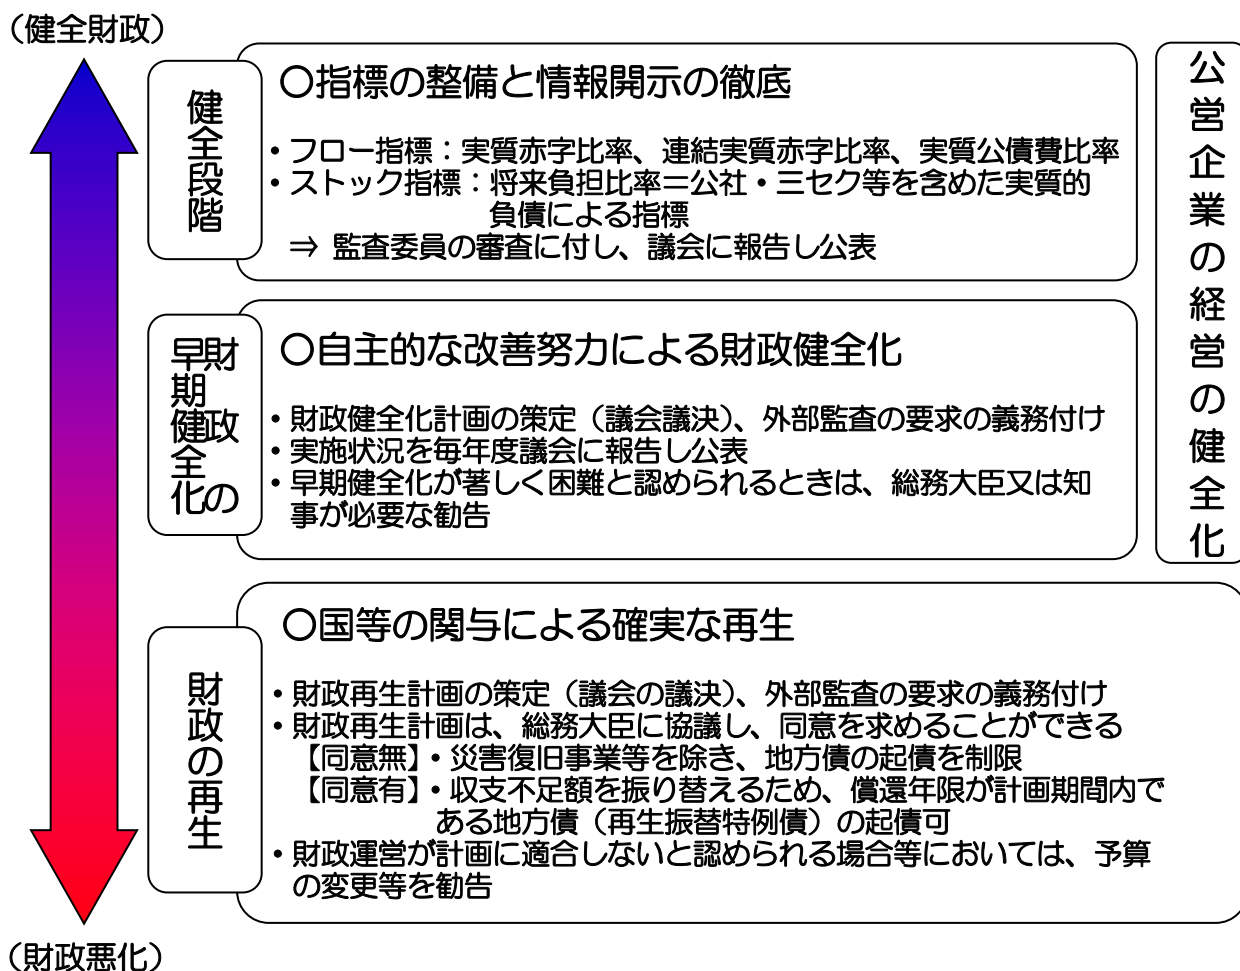 （健全財政）
健全段階
〇指標の整備と情報開示の徹底
・フロー指標：実質赤字比率、連結実質赤字比率、実質公債費比率
・ストック指標：将来負担比率＝公社・三セク等を含めた実質的
負債による指標
⇒ 監査委員の審査に付し、議会に報告し公表
財政の
早期健全化
〇自主的な改善努力による財政健全化
・財政健全化計画の策定（議会議決）、外部監査の要求の義務付け
・実施状況を毎年度議会に報告し公表
・早期健全化が著しく困難と認められるときは、総務大臣又は知
事が必要な勧告
公営企業の経営の健全化
財政の再生
〇国等の関与による確実な再生
・財政再生計画の策定（議会の議決）、外部監査の要求の義務付け
・財政再生計画は、総務大臣に協議し、同意を求めることができる
【同意無】・災害復旧事業等を除き、地方債の起債を制限
【同意有】・収支不足額を振り替えるため、償還年限が計画期間内で
ある地方債（再生振替特例債）の起債可
・財政運営が計画に適合しないと認められる場合等においては、予算
の変更等を勧告
（財政悪化）